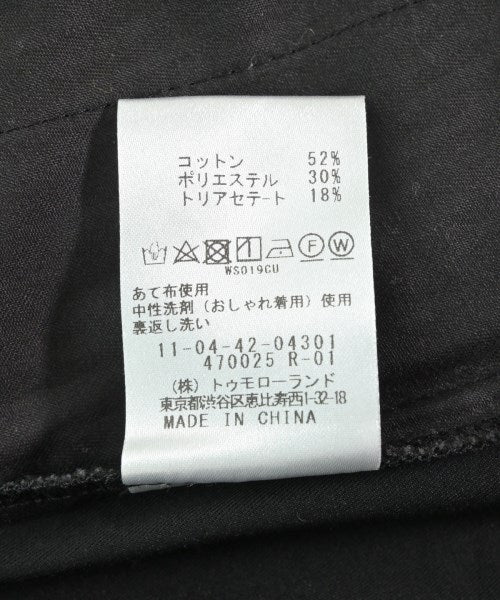 コットン 52%
ポリエステル 30%
トリアセテート 18%
F W
WS019CU
あて布使用
中性洗剤（おしゃれ着用）使用
裏返し洗い
11-04-42-04301
470025 R-01
（株）トゥモローランド
東京都渋谷区恵比寿西1-32-18
MADE IN CHINA